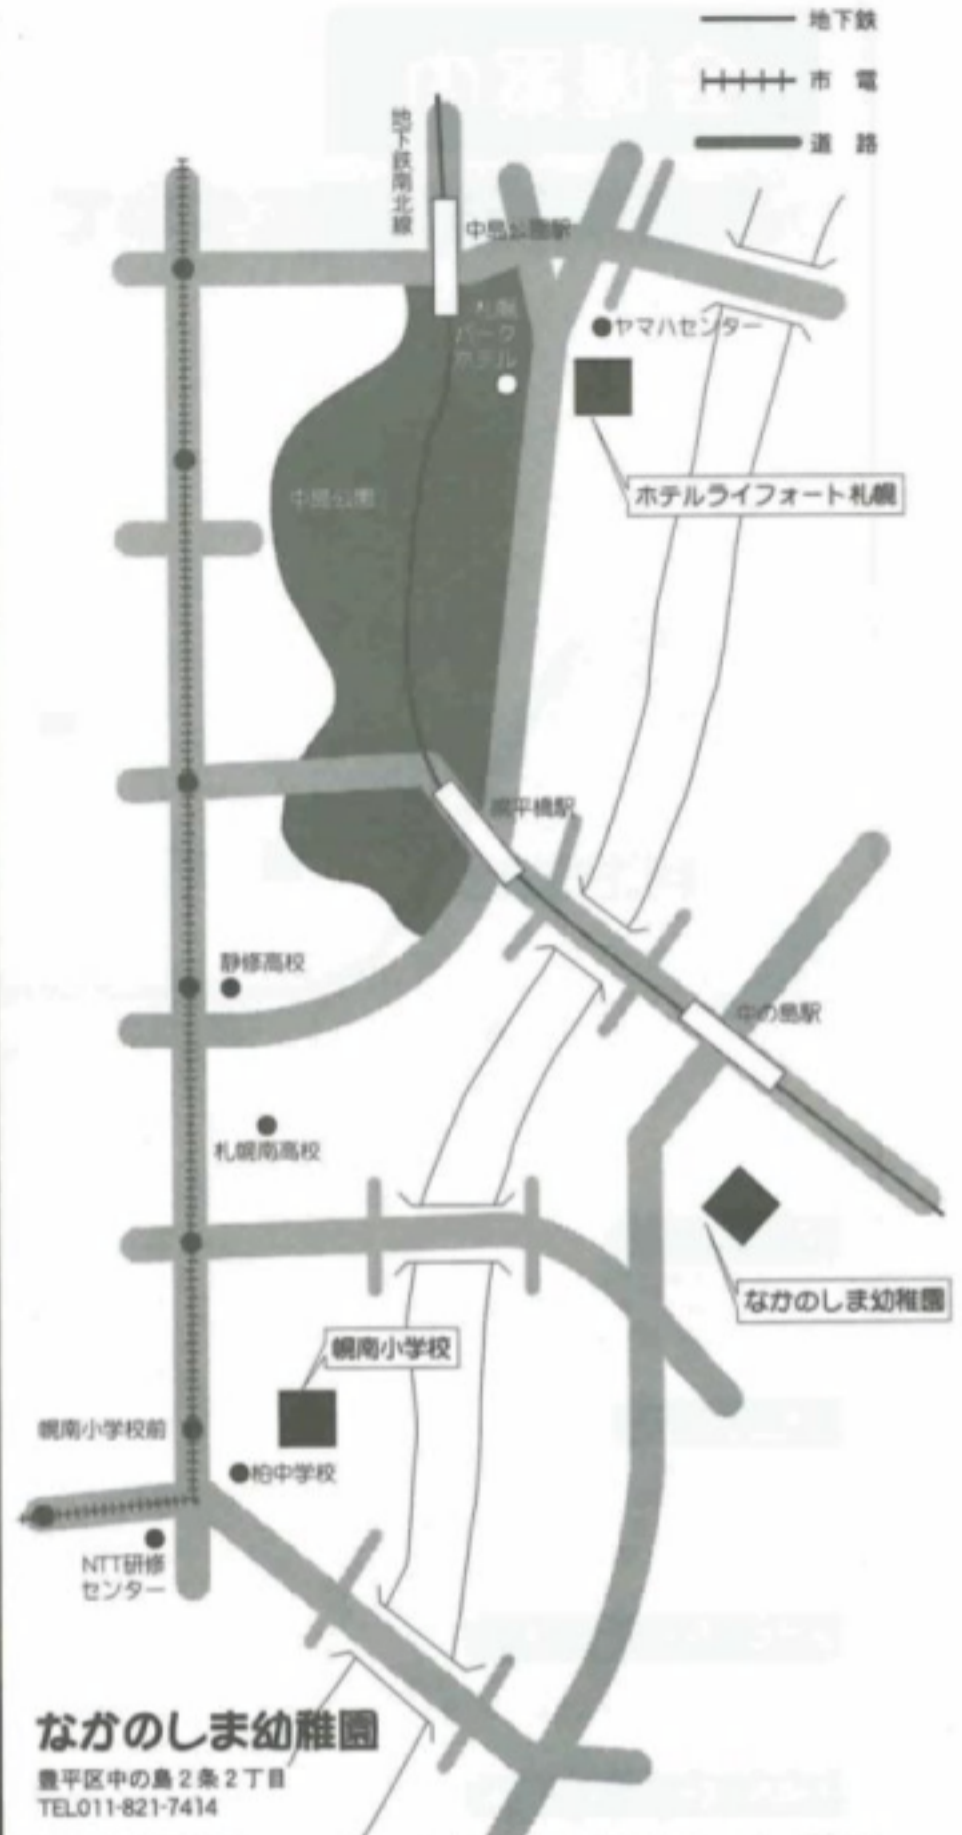 地下鉄
市 電
道 路
地下鉄南北線
中島公園駅
札幌
パーク
ホテル
ヤマハセンター
ホテルライフォート札幌
中島公園
幌平橋駅
静修高校
中の島駅
札幌南高校
なかのしま幼稚園
幌南小学校
幌南小学校前
柏中学校
NTT研修
センター
なかのしま幼稚園
豊平区中の島2条2丁目
TEL011-821-7414